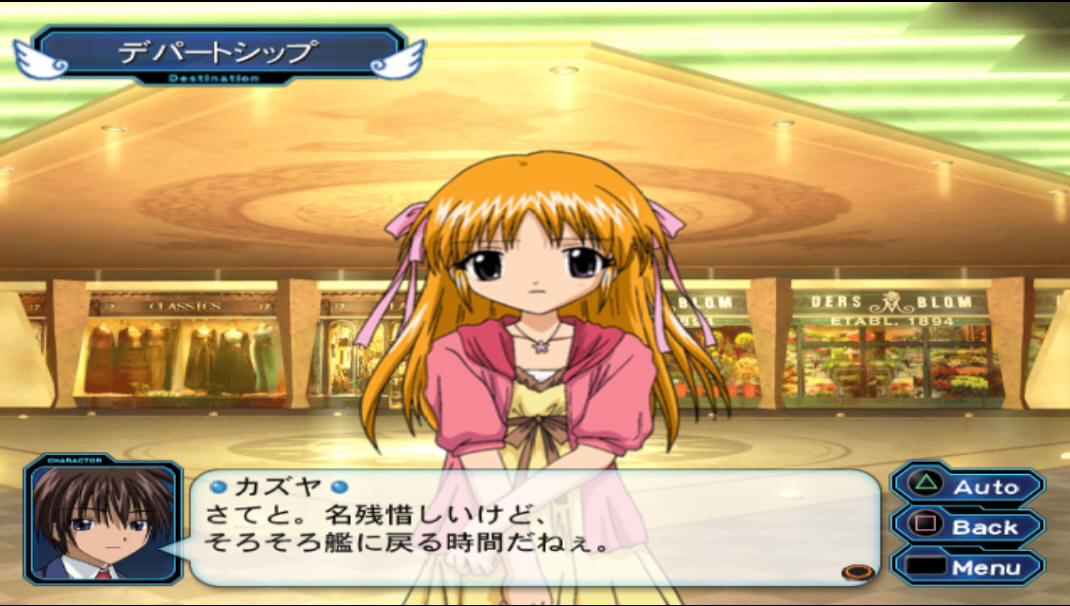 デパートシップ
Destination
CLASSICS
BLOM
DERS BLOM
ETABL. 1894
CHARACTOR
カズヤ
さてと。名残惜しいけど、
そろそろ艦に戻る時間だねぇ。
Auto
Back
Menu